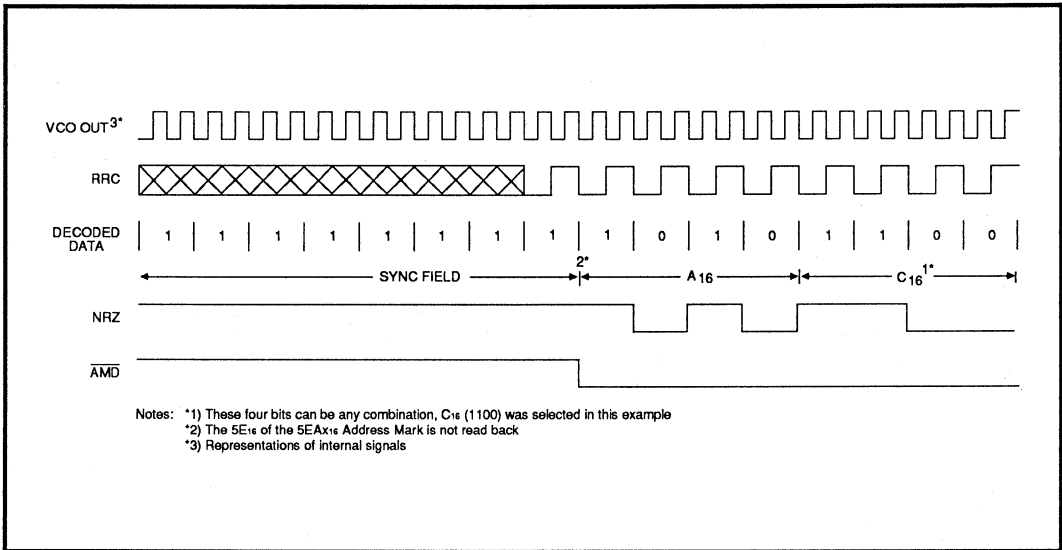 VCO OUT3*
RRC
DECODED DATA
1 1 1 1 1 1 1 1 1 0 1 0 1 1 0 0
2*
SYNC FIELD A16 C16 1*
NRZ
AMD
Notes: *1) These four bits can be any combination, C16 (1100) was selected in this example
*2) The 5E16 of the 5EAx16 Address Mark is not read back
*3) Representations of internal signals